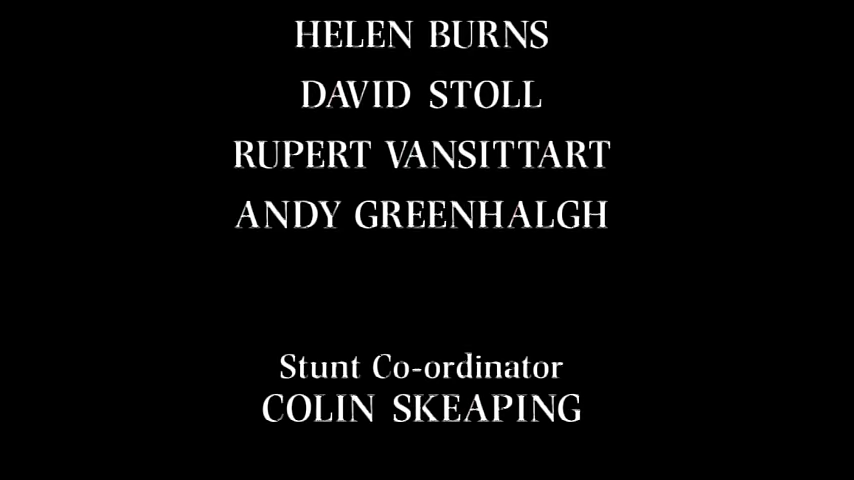 HELEN BURNS
DAVID STOLL
RUPERT VANSITTART
ANDY GREENHALGH
Stunt Co-ordinator
COLIN SKEAPING